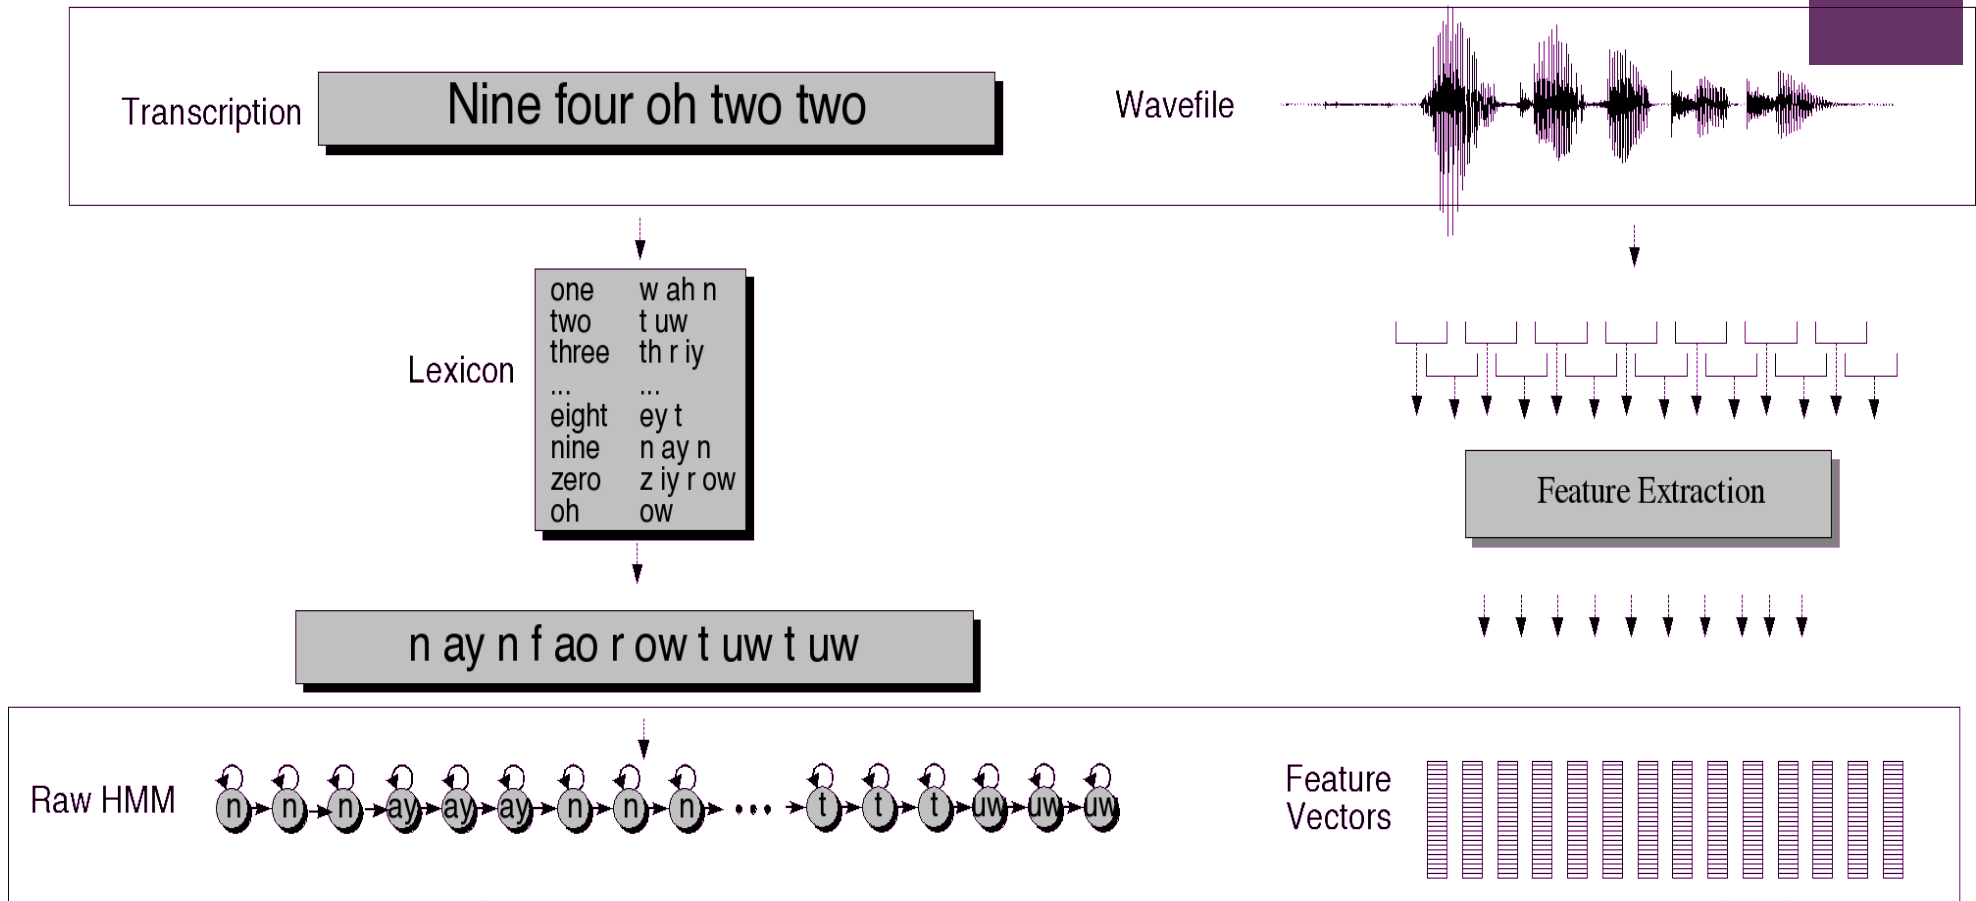 Transcription
Nine four oh two two
Wavefile
Lexicon
one w ah n
two t uw
three th r iy
... ...
eight ey t
nine n ay n
zero z iy r ow
oh ow
Feature Extraction
n ay n f ao r ow t uw t uw
Raw HMM
n n n ay ay ay n n n ... t t t uw uw uw
Feature
Vectors